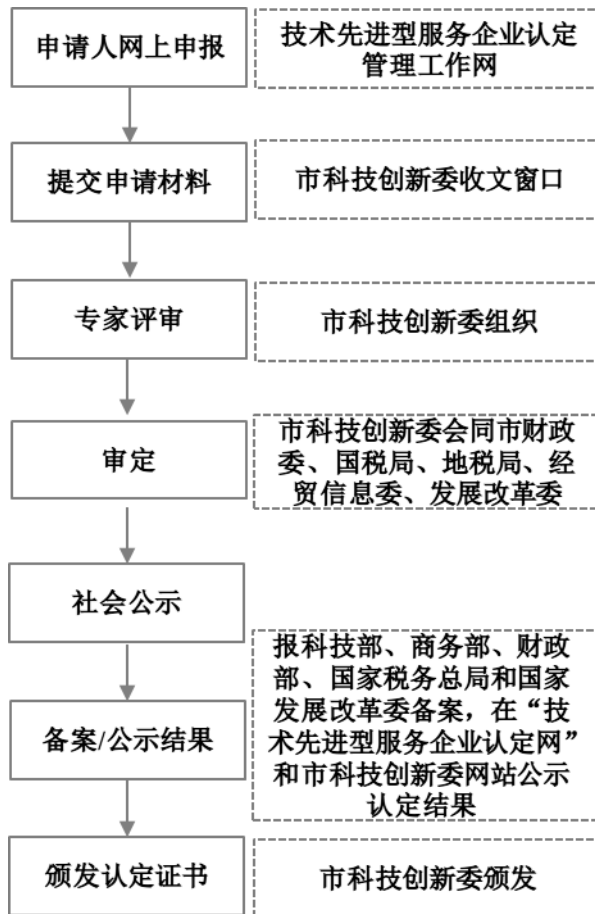 申请人网上申报
技术先进型服务企业认定
管理工作网
提交申请材料
市科技创新委收文窗口
专家评审
市科技创新委组织
审定
市科技创新委会同市财政
委、国税局、地税局、经
贸信息委、发展改革委
社会公示
备案/公示结果
报科技部、商务部、财政
部、国家税务总局和国家
发展改革委备案，在“技
术先进型服务企业认定网”
和市科技创新委网站公示
认定结果
颁发认定证书
市科技创新委颁发